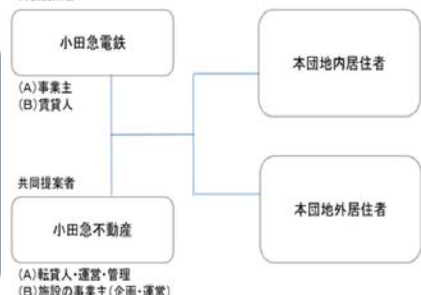 小田急電鉄
(A)事業主
(B)賃貸人
本団地内居住者
共同提案者
小田急不動産
(A)転貸人・運営・管理
(B)施設の事業主(企画・運営)
本団地外居住者